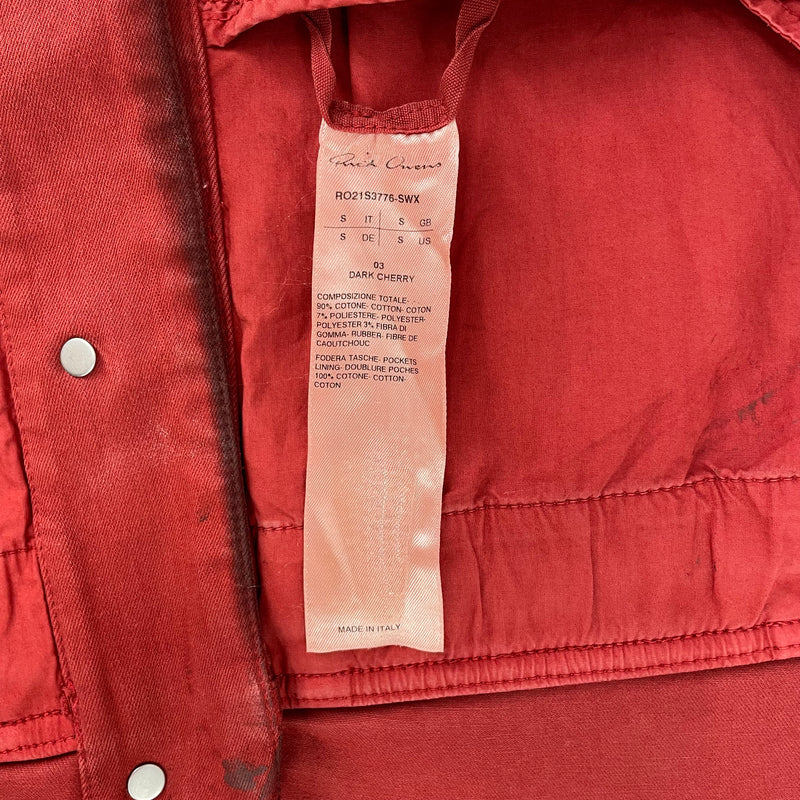 Rick Owens
RO21S3776-SWX
S IT S GB
S DE S US
03
DARK CHERRY
COMPOSIZIONE TOTALE-
90% COTONE- COTTON- COTON
7% POLIESTERE- POLYESTER-
POLYESTER 3% FIBRA DI
GOMMA- RUBBER- FIBRE DE
CAOUTCHOUC
FODERA TASCHE- POCKETS
LINING- DOUBLURE POCHES
100% COTONE- COTTON-
COTON
MADE IN ITALY